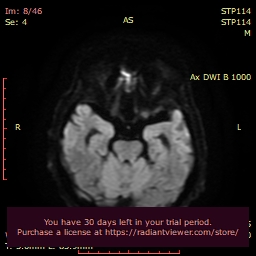 Im: 8/46
Se: 4
AS
STP114
STP114
M
Ax DWI B 1000
R
L
You have 30 days left in your trial period.
Purchase a license at https://radiantviewer.com/store/